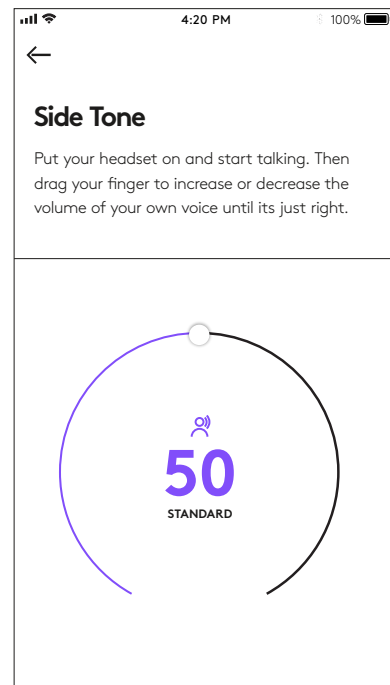 4:20 PM
100%
Side Tone
Put your headset on and start talking. Then
drag your finger to increase or decrease the
volume of your own voice until its just right.
50
STANDARD